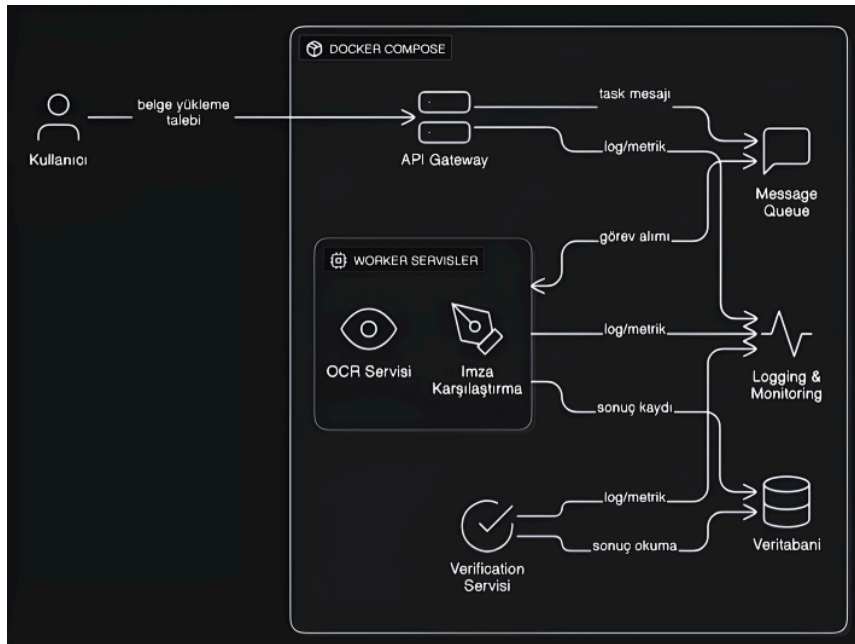 DOCKER COMPOSE
belge yükleme
talebi
Kullanıcı
API Gateway
task mesajı
log/metrik
Message
Queue
görev alımı
WORKER SERVISLER
OCR Servisi
Imza
Karşılaştırma
log/metrik
Logging &
Monitoring
sonuç kaydı
log/metrik
sonuç okuma
Verification
Servisi
Veritabani